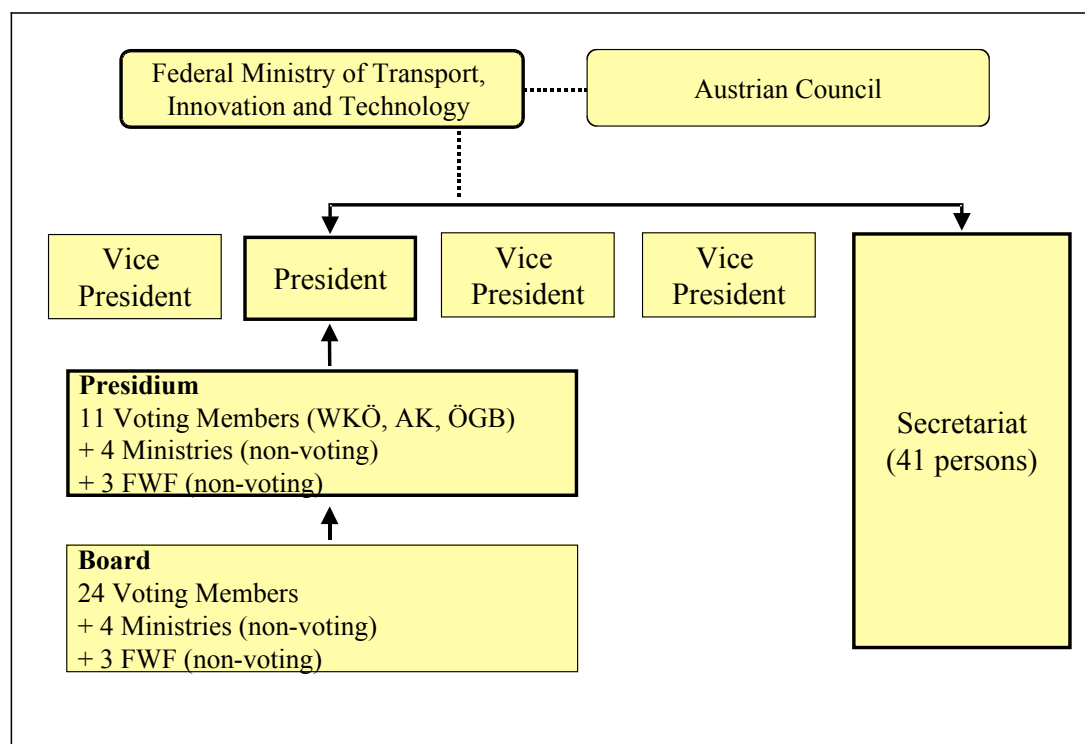 Federal Ministry of Transport,
Innovation and Technology
Austrian Council
Vice
President
President
Vice
President
Vice
President
Secretariat
(41 persons)
Presidium
11 Voting Members (WKÖ, AK, ÖGB)
+ 4 Ministries (non-voting)
+ 3 FWF (non-voting)
Board
24 Voting Members
+ 4 Ministries (non-voting)
+ 3 FWF (non-voting)